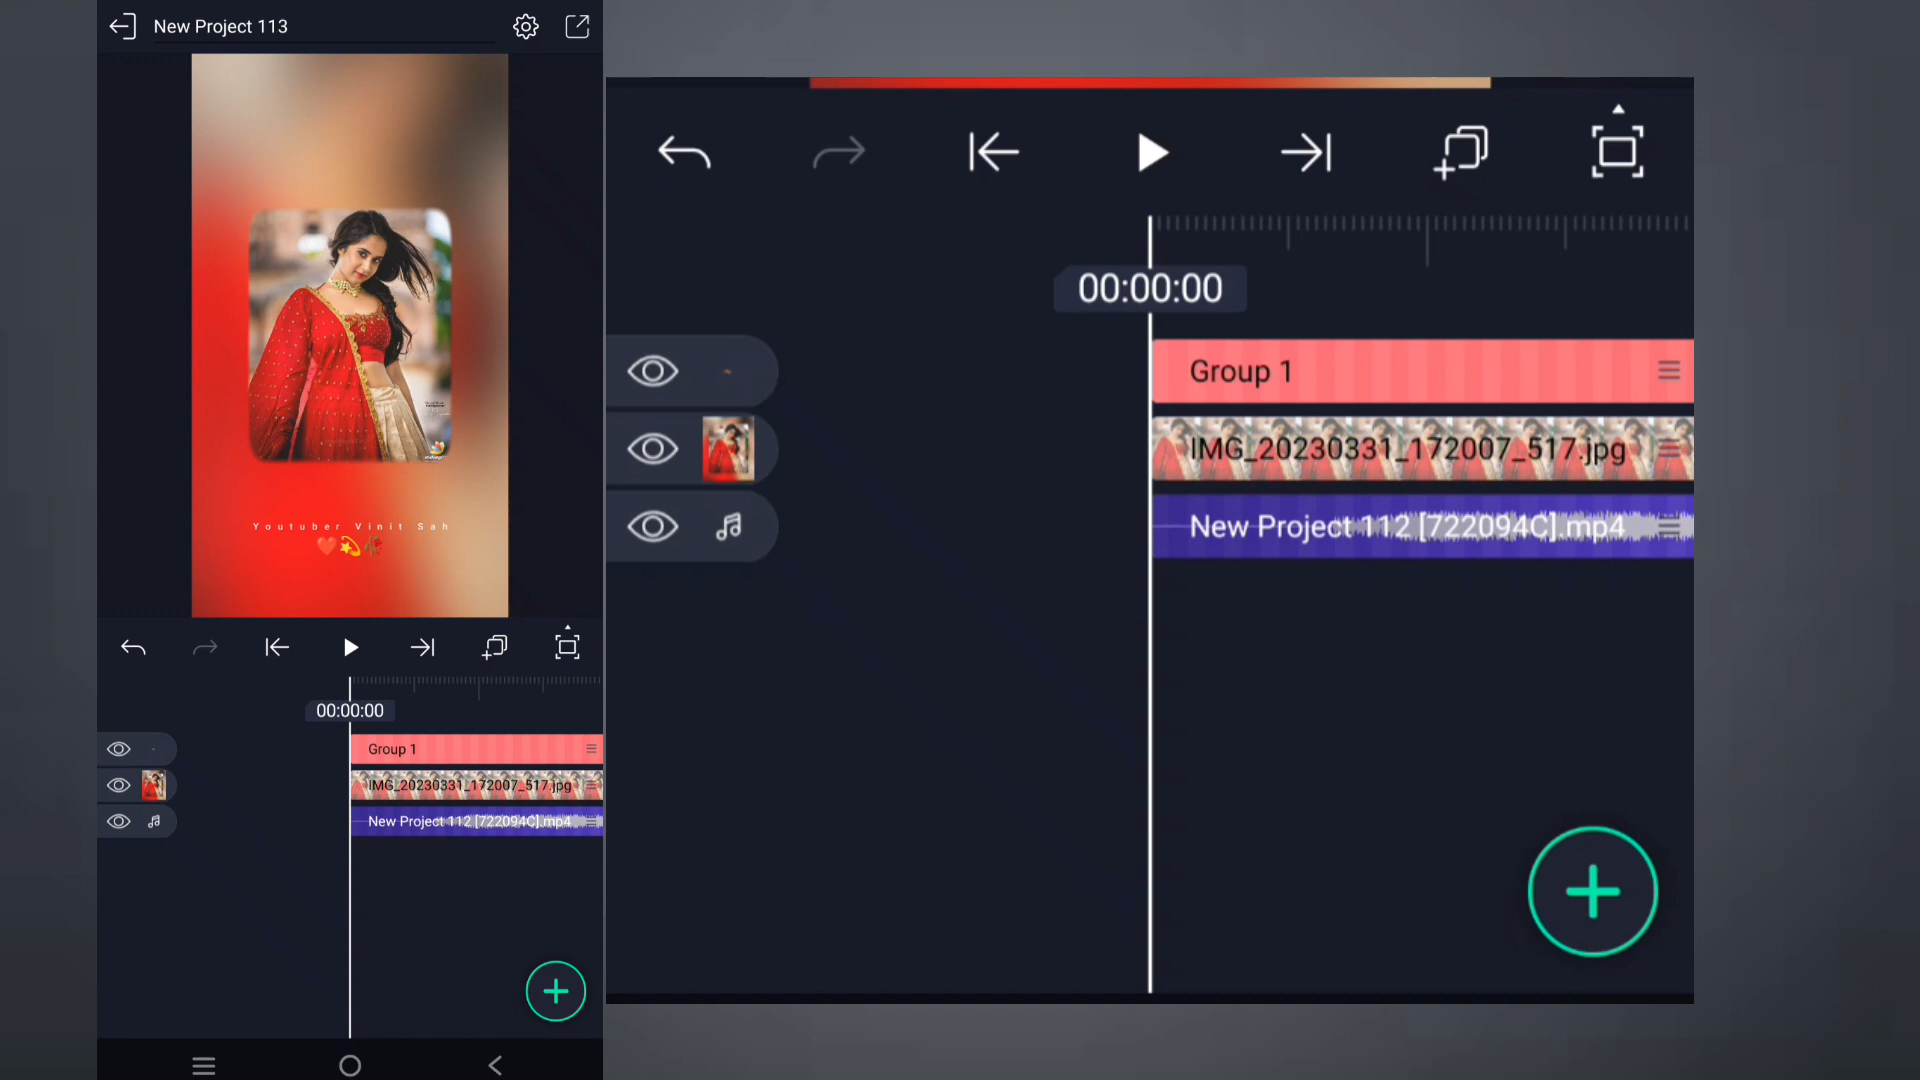 New Project 113
Youtuber Vinit Sah
❤️💫🥀
00:00:00
Group 1
IMG_20230331_172007_517.jpg
New Project 112 [722094C].mp4
00:00:00
Group 1
IMG_20230331_172007_517.jpg
New Project 112 [722094C].mp4